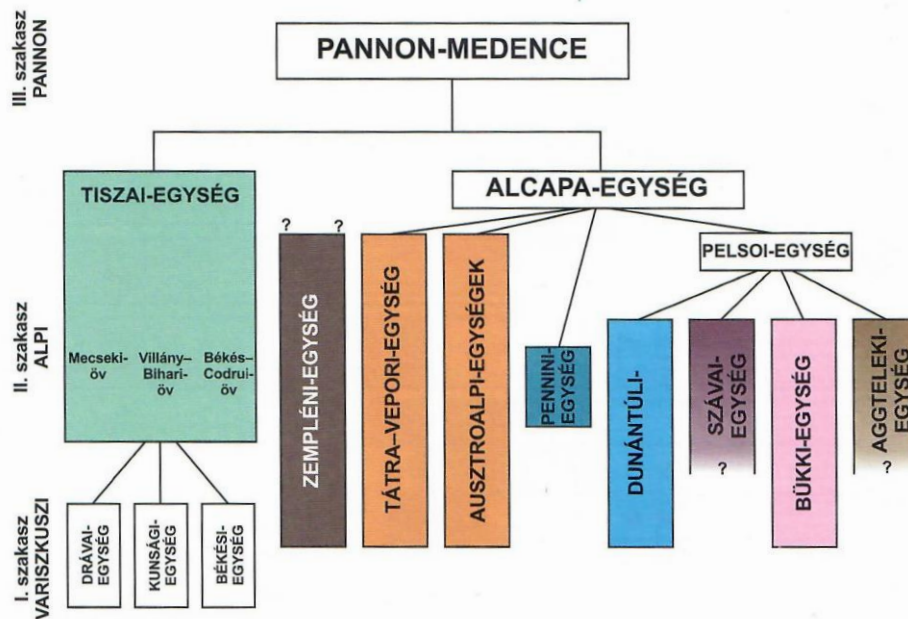 III. szakasz
PANNON
PANNON-MEDENCE
TISZAI-EGYSÉG
ALCAPA-EGYSÉG
?
?
PELSOI-EGYSÉG
II. szakasz
ALPI
Mecseki-
öv
Villány–
Bihari-
öv
Békés–
Codrui-
öv
ZEMPLÉNI-EGYSÉG
TÁTRA–VEPORI-EGYSÉG
AUSZTROALPI-EGYSÉGEK
PENNINI-
EGYSÉG
DUNÁNTÚLI-
SZÁVAI-
EGYSÉG
?
BÜKKI-EGYSÉG
AGGTELEKI-
EGYSÉG
?
I. szakasz
VARISZKUSZI
DRÁVAI-
EGYSÉG
KUNSÁGI-
EGYSÉG
BÉKÉSI-
EGYSÉG